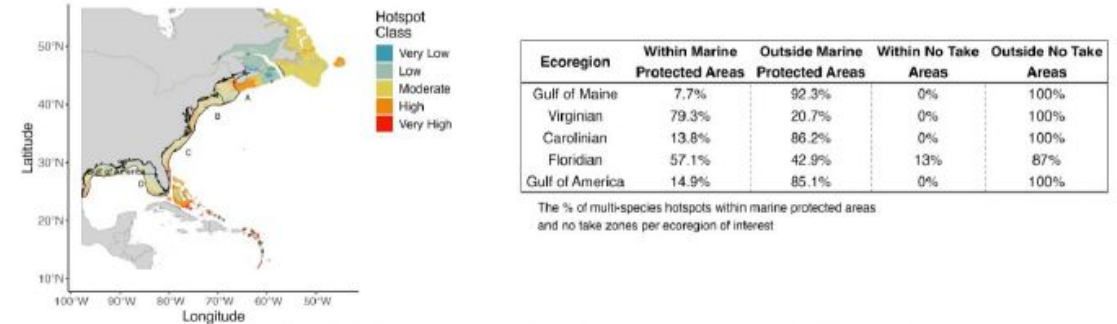 Hotspot
Class
Very Low
Low
Moderate
High
Very High
50°N
40°N
30°N
20°N
10°N
A
B
C
D
100°W 90°W 80°W 70°W 60°W 50°W
Latitude
Longitude
Ecoregion Within Marine Protected Areas Outside Marine Protected Areas Within No Take Areas Outside No Take Areas
Gulf of Maine 7.7% 92.3% 0% 100%
Virginian 79.3% 20.7% 0% 100%
Carolinian 13.8% 86.2% 0% 100%
Floridian 57.1% 42.9% 13% 87%
Gulf of America 14.9% 85.1% 0% 100%
The % of multi-species hotspots within marine protected areas
and no take zones per ecoregion of interest